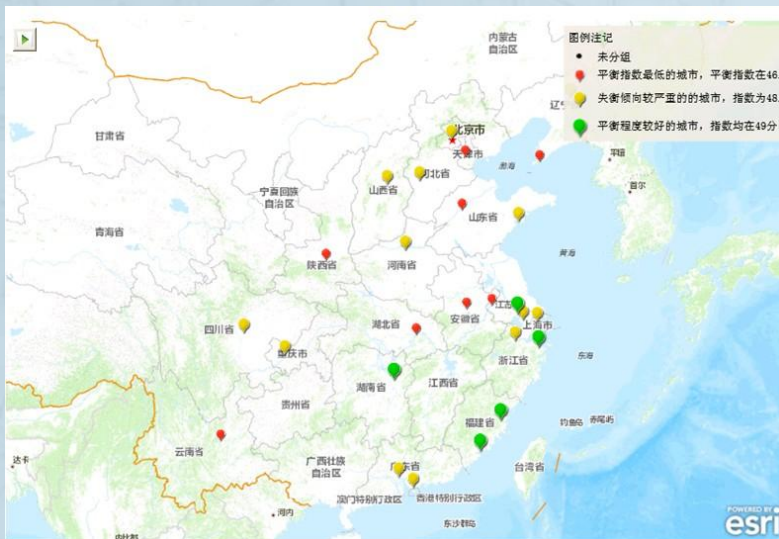 图例注记
未分组
平衡指数最低的城市，平衡指数在46.
失衡倾向较严重的的城市，指数为48.
平衡程度较好的城市，指数均在49分
内蒙古
自治区
辽宁
甘肃省
北京市
天津市
渤海
平壤
首尔
河北省
山西省
宁夏回族
自治区
山东省
青海省
黄海
陕西省
河南省
江苏
安徽省
上海市
四川省
湖北省
重庆市
浙江省
东海
湖南省
江西省
贵州省
福建省
钓鱼岛
赤尾屿
云南省
广西壮族
自治区
广东省
台湾省
达卡
澳门特别行政区
香港特别行政区
河内
东沙群岛
POWERED BY
esri